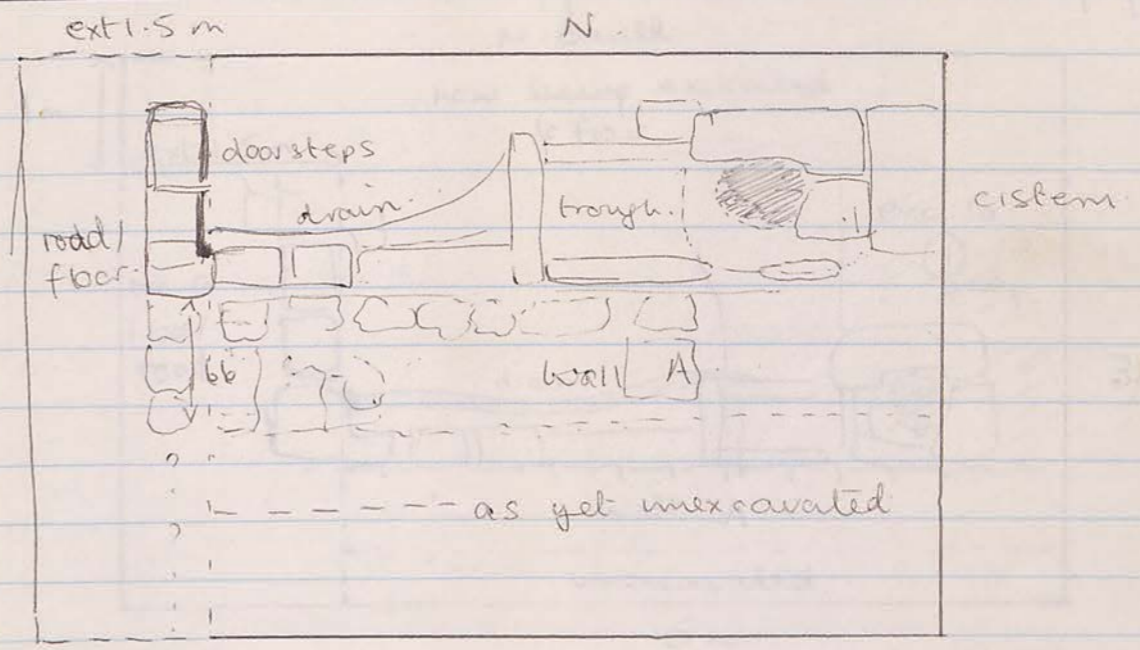 ext 1.5 m
N.
doorsteps
drain.
trough.
cistern
road/
floor.
66
wall A
as yet unexcavated